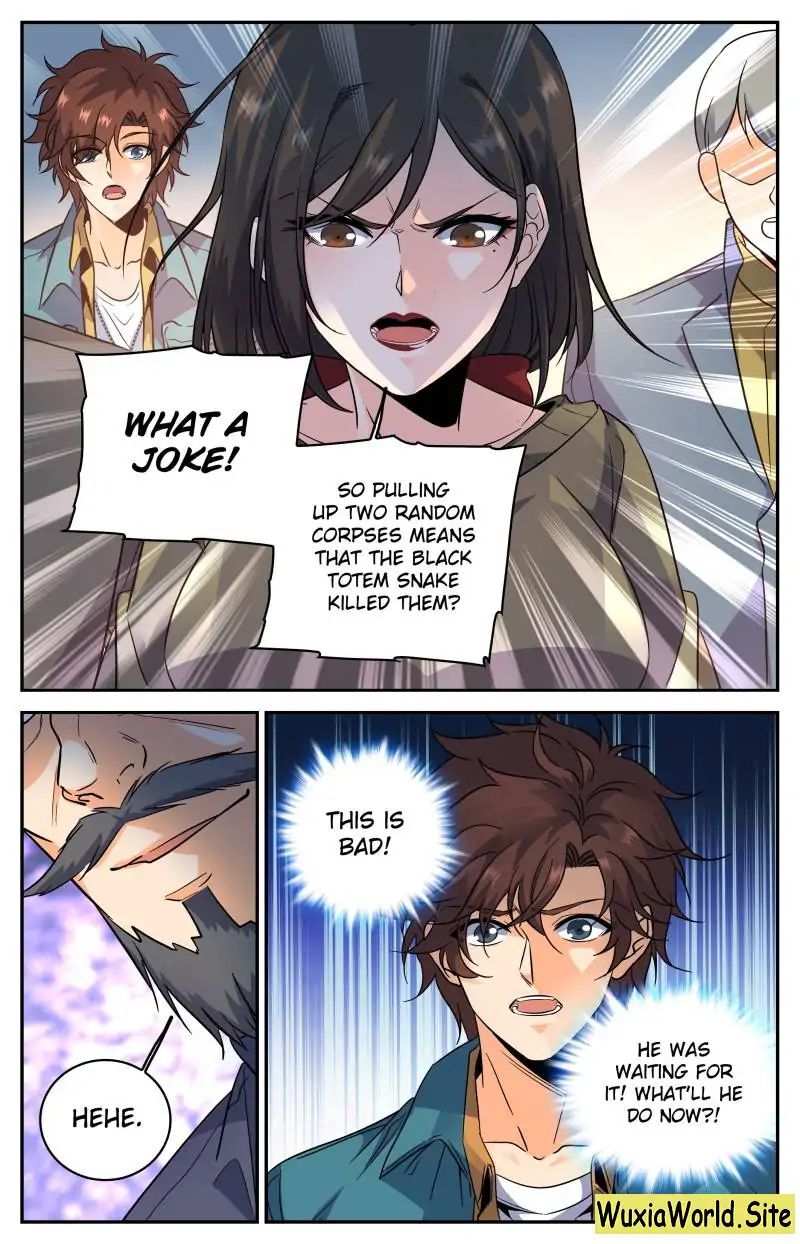 WHAT A
JOKE!
SO PULLING
UP TWO RANDOM
CORPSES MEANS
THAT THE BLACK
TOTEM SNAKE
KILLED THEM?
THIS IS
BAD!
HEHE.
HE WAS
WAITING FOR
IT! WHAT'LL HE
DO NOW?!
WuxiaWorld.Site